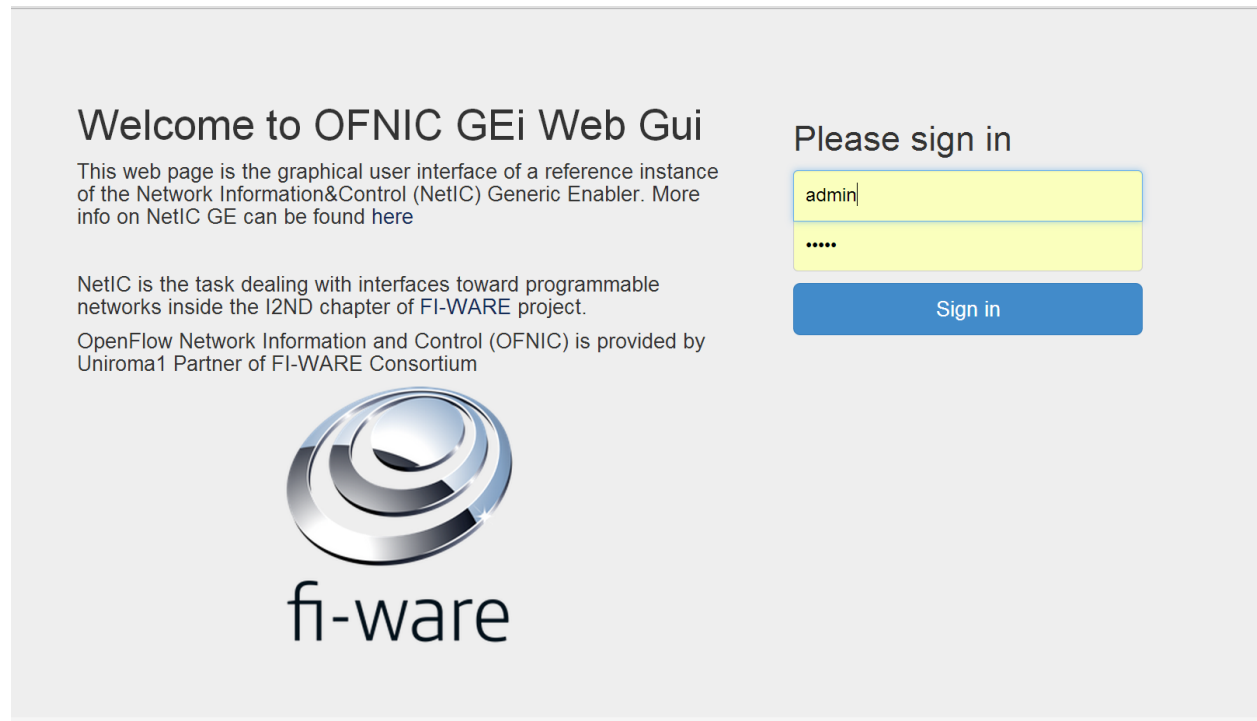 Welcome to OFNIC GEi Web Gui
This web page is the graphical user interface of a reference instance
of the Network Information&Control (NetIC) Generic Enabler. More
info on NetIC GE can be found here
NetIC is the task dealing with interfaces toward programmable
networks inside the I2ND chapter of FI-WARE project.
OpenFlow Network Information and Control (OFNIC) is provided by
Uniroma1 Partner of FI-WARE Consortium
fi-ware
Please sign in
admin
•••••
Sign in